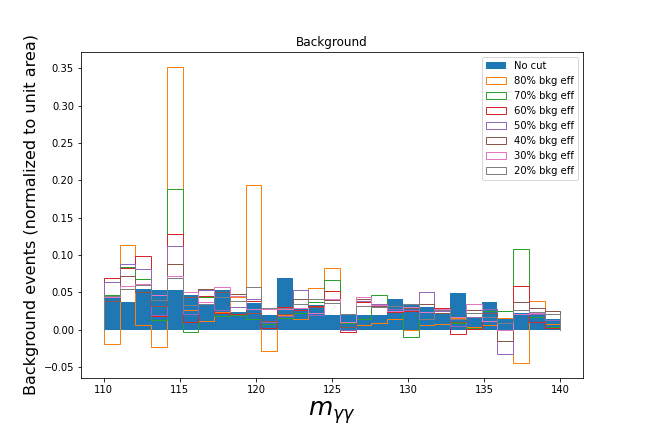 Background
Background events (normalized to unit area)
0.35
0.30
0.25
0.20
0.15
0.10
0.05
0.00
−0.05
No cut
80% bkg eff
70% bkg eff
60% bkg eff
50% bkg eff
40% bkg eff
30% bkg eff
20% bkg eff
110 115 120 125 130 135 140
mγγ